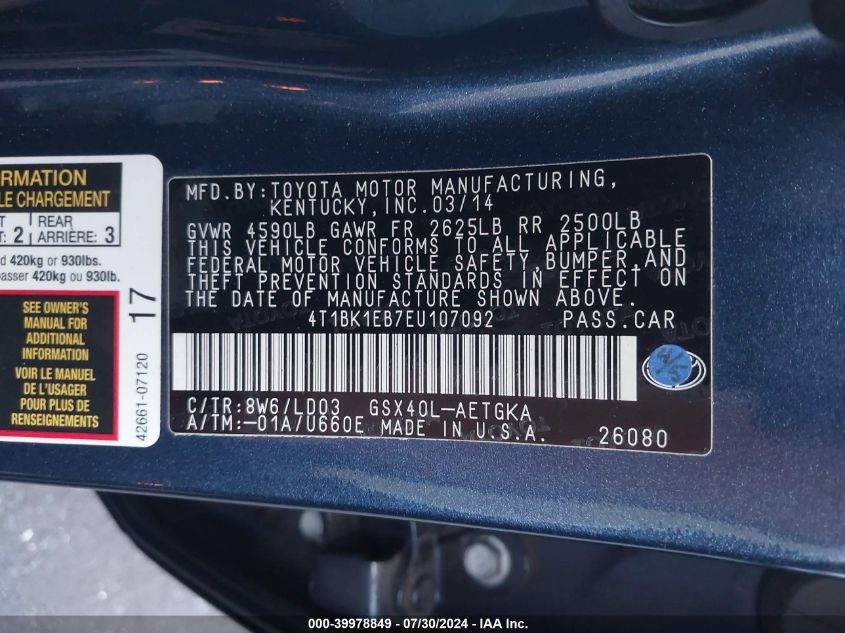 RMATION
LE CHARGEMENT
2 REAR
ARRIÈRE: 3
420kg or 930lbs.
passer 420kg ou 930lb.
SEE OWNER'S
MANUAL FOR
ADDITIONAL
INFORMATION
VOIR LE MANUEL
DE L'USAGER
POUR PLUS DE
RENSEIGNEMENTS
17
42661-07120
MFD.BY:TOYOTA MOTOR MANUFACTURING,
KENTUCKY,INC.03/14
GVWR 4590LB GAWR FR 2625LB RR 2500LB
THIS VEHICLE CONFORMS TO ALL APPLICABLE
FEDERAL MOTOR VEHICLE SAFETY,BUMPER,AND
THEFT PREVENTION STANDARDS IN EFFECT ON
THE DATE OF MANUFACTURE SHOWN ABOVE.
4T1BK1EB7EU107092 PASS.CAR
C/TR:8W6/LD03 GSX40L-AETGKA
A/TM:-01A/U660E MADE IN U.S.A. 26080
000-39978849 - 07/30/2024 - IAA Inc.